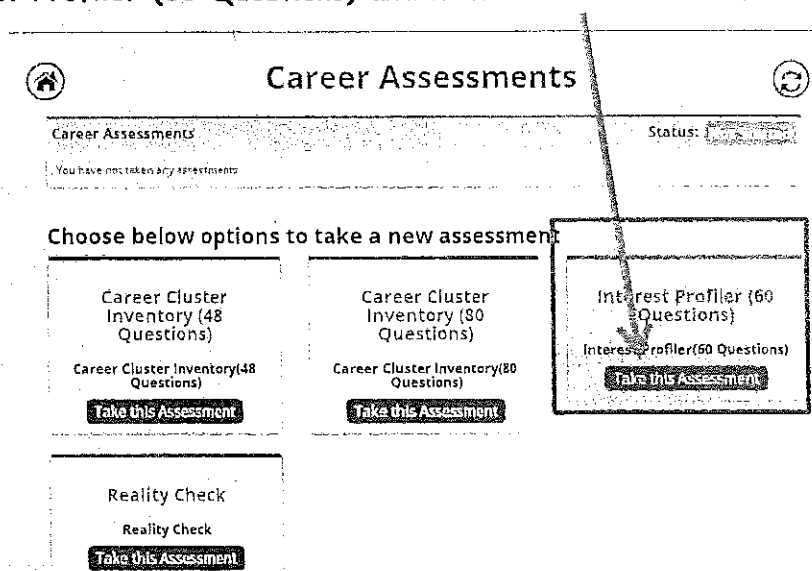 Career Assessments
Career Assessments
Status:
You have not taken any assessments
Choose below options to take a new assessment
Career Cluster
Inventory (48
Questions)
Career Cluster Inventory(48
Questions)
Take this Assessment
Career Cluster
Inventory (80
Questions)
Career Cluster Inventory(80
Questions)
Take this Assessment
Interest Profiler (60
Questions)
Interest Profiler(60 Questions)
Take this Assessment
Reality Check
Reality Check
Take this Assessment